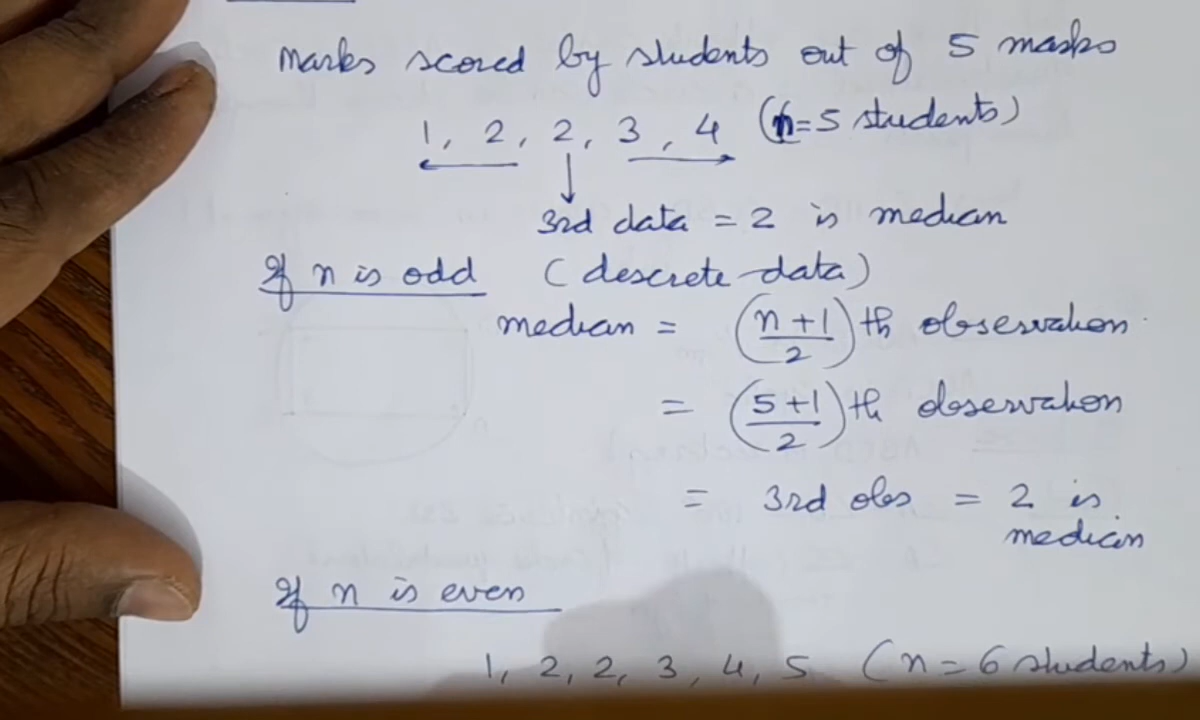 Marks scored by students out of 5 marks
1, 2, 2, 3, 4 (n=5 students)
3rd data = 2 is median
If n is odd (descrete data)
median = (n+1/2)th observation
= (5+1/2)th observation
= 3rd obs = 2 is
median
If n is even
1, 2, 2, 3, 4, 5 (n=6 students)